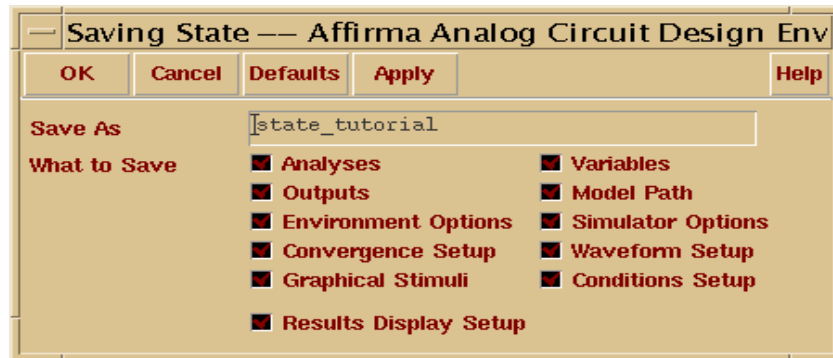 Saving State –– Affirma Analog Circuit Design Env
OK Cancel Defaults Apply Help
Save As state_tutorial
What to Save Analyses Variables
Outputs Model Path
Environment Options Simulator Options
Convergence Setup Waveform Setup
Graphical Stimuli Conditions Setup
Results Display Setup